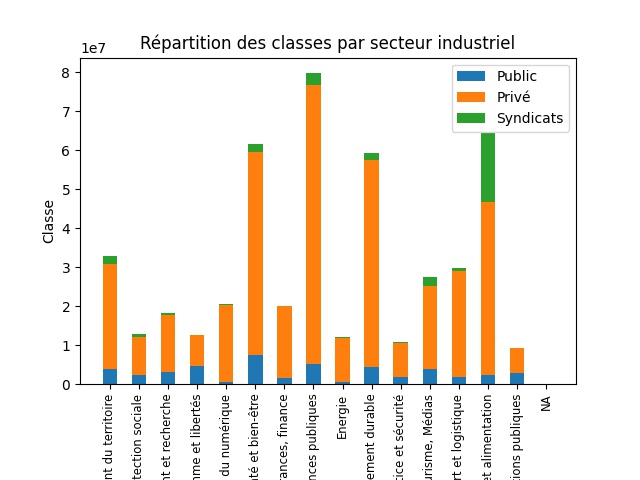 Répartition des classes par secteur industriel
1e7
Public
Privé
Syndicats
8
7
6
5
4
3
2
1
0
Classe
nt du territoire
tection sociale
nt et recherche
me et libertés
du numérique
té et bien-être
rances, finance
nces publiques
Energie
ement durable
tice et sécurité
urisme, Médias
rt et logistique
et alimentation
tions publiques
NA